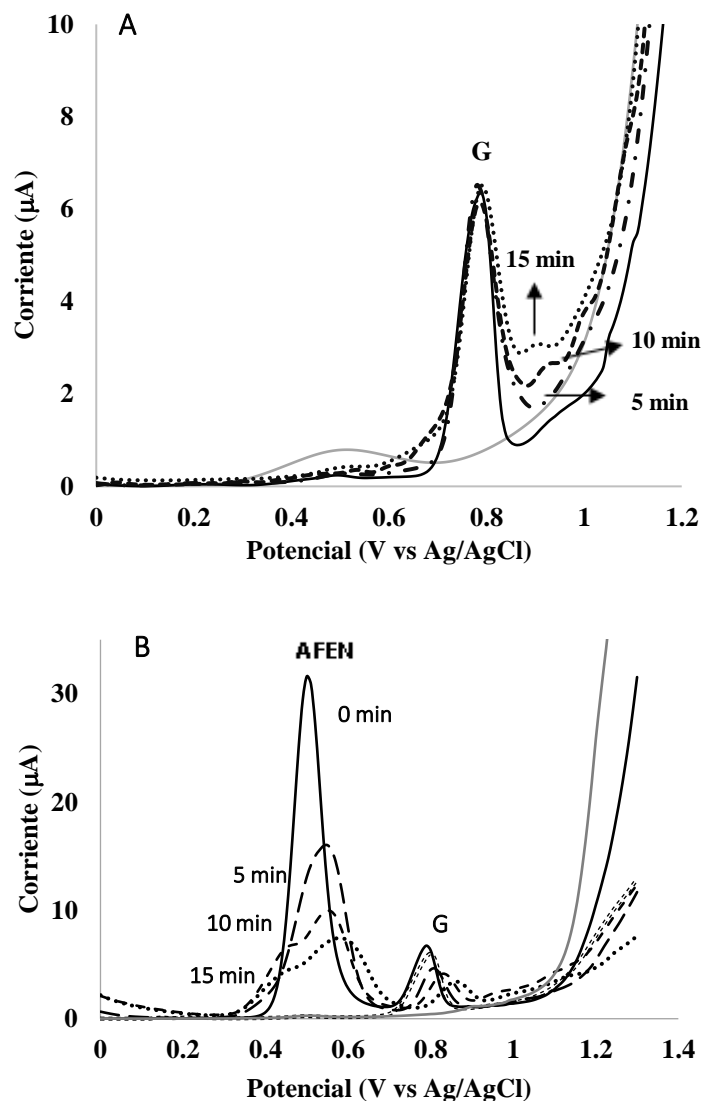 A
10
8
6
4
2
0
G
15 min
10 min
5 min
0 0.2 0.4 0.6 0.8 1 1.2
Corriente (µA)
Potencial (V vs Ag/AgCl)
B
AFEN
0 min
5 min
10 min
15 min
G
30
20
10
0
0 0.2 0.4 0.6 0.8 1 1.2 1.4
Corriente (µA)
Potencial (V vs Ag/AgCl)